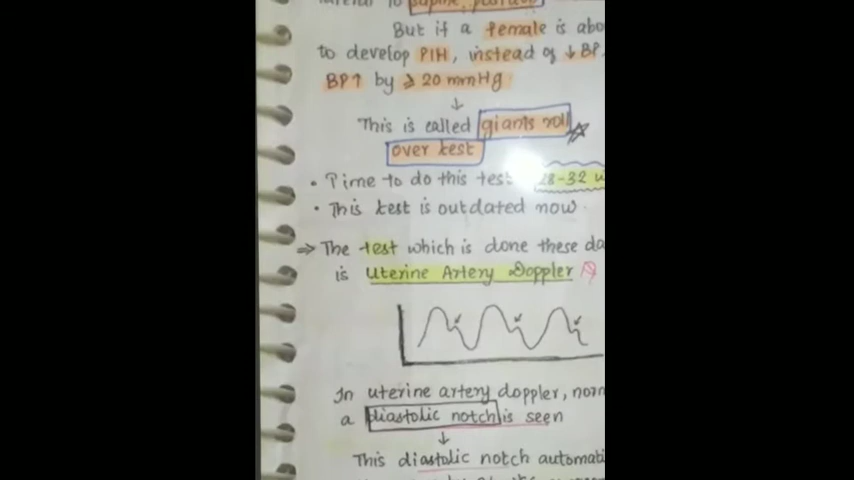 But if a female is abo
to develop PIH, instead of ↓ BP,
BP↑ by ≥ 20 mmHg
↓
This is called giants roll
over test
• Time to do this test 28-32 w
• This test is outdated now.
⇒ The test which is done these da
is Uterine Artery Doppler
In uterine artery doppler, norm
a diastolic notch is seen
↓
This diastolic notch automati